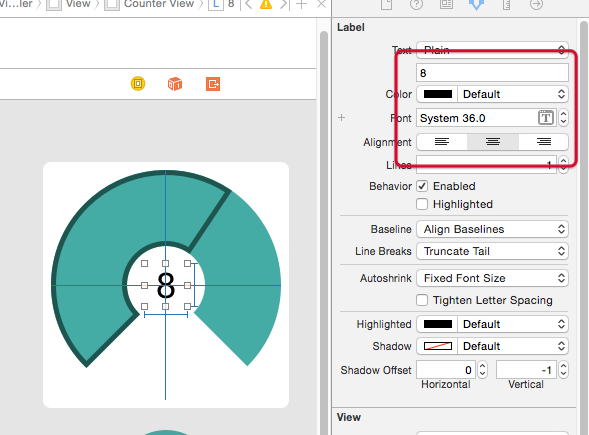 Vi...ler 〉 View 〉 Counter View 〉 L 8
Label
Text Plain
8
Color Default
+ Font System 36.0 T
Alignment
Lines 1
Behavior Enabled
Highlighted
Baseline Align Baselines
Line Breaks Truncate Tail
Autoshrink Fixed Font Size
Tighten Letter Spacing
Highlighted Default
Shadow Default
Shadow Offset 0 -1
Horizontal Vertical
View
8